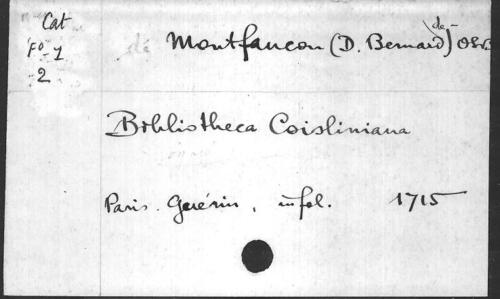 Cat
Fº-1
2
Montfaucon (D. Bernard de) OSB
Bibliotheca Coisliniana
Paris. Guérin, in fol. 1715